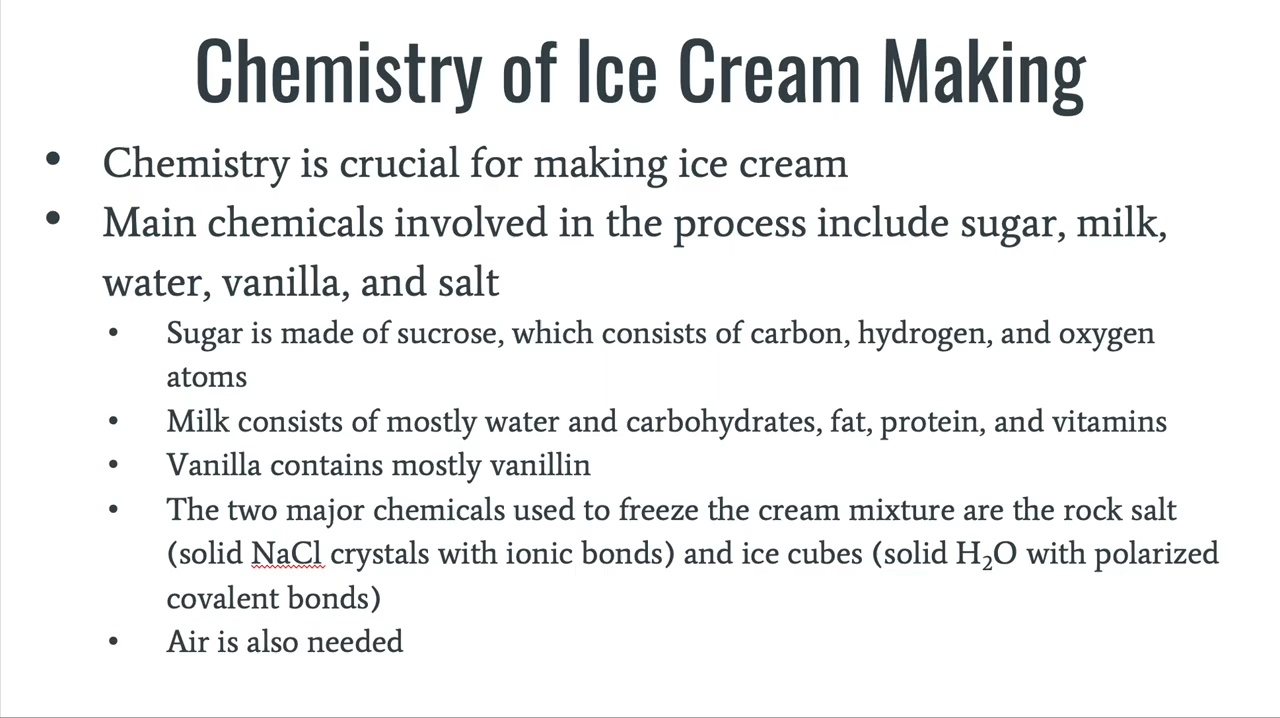 Chemistry of Ice Cream Making
• Chemistry is crucial for making ice cream
• Main chemicals involved in the process include sugar, milk,
water, vanilla, and salt
• Sugar is made of sucrose, which consists of carbon, hydrogen, and oxygen
atoms
• Milk consists of mostly water and carbohydrates, fat, protein, and vitamins
• Vanilla contains mostly vanillin
• The two major chemicals used to freeze the cream mixture are the rock salt
(solid NaCl crystals with ionic bonds) and ice cubes (solid H₂O with polarized
covalent bonds)
• Air is also needed